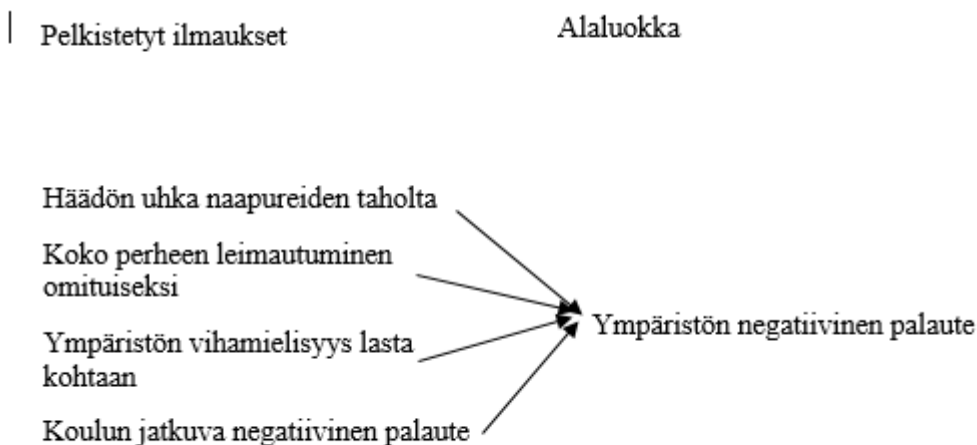 Pelkistetyt ilmaukset
Alaluokka
Häädön uhka naapureiden taholta
Koko perheen leimautuminen
omituiseksi
Ympäristön vihamielisyys lasta
kohtaan
Koulun jatkuva negatiivinen palaute
Ympäristön negatiivinen palaute